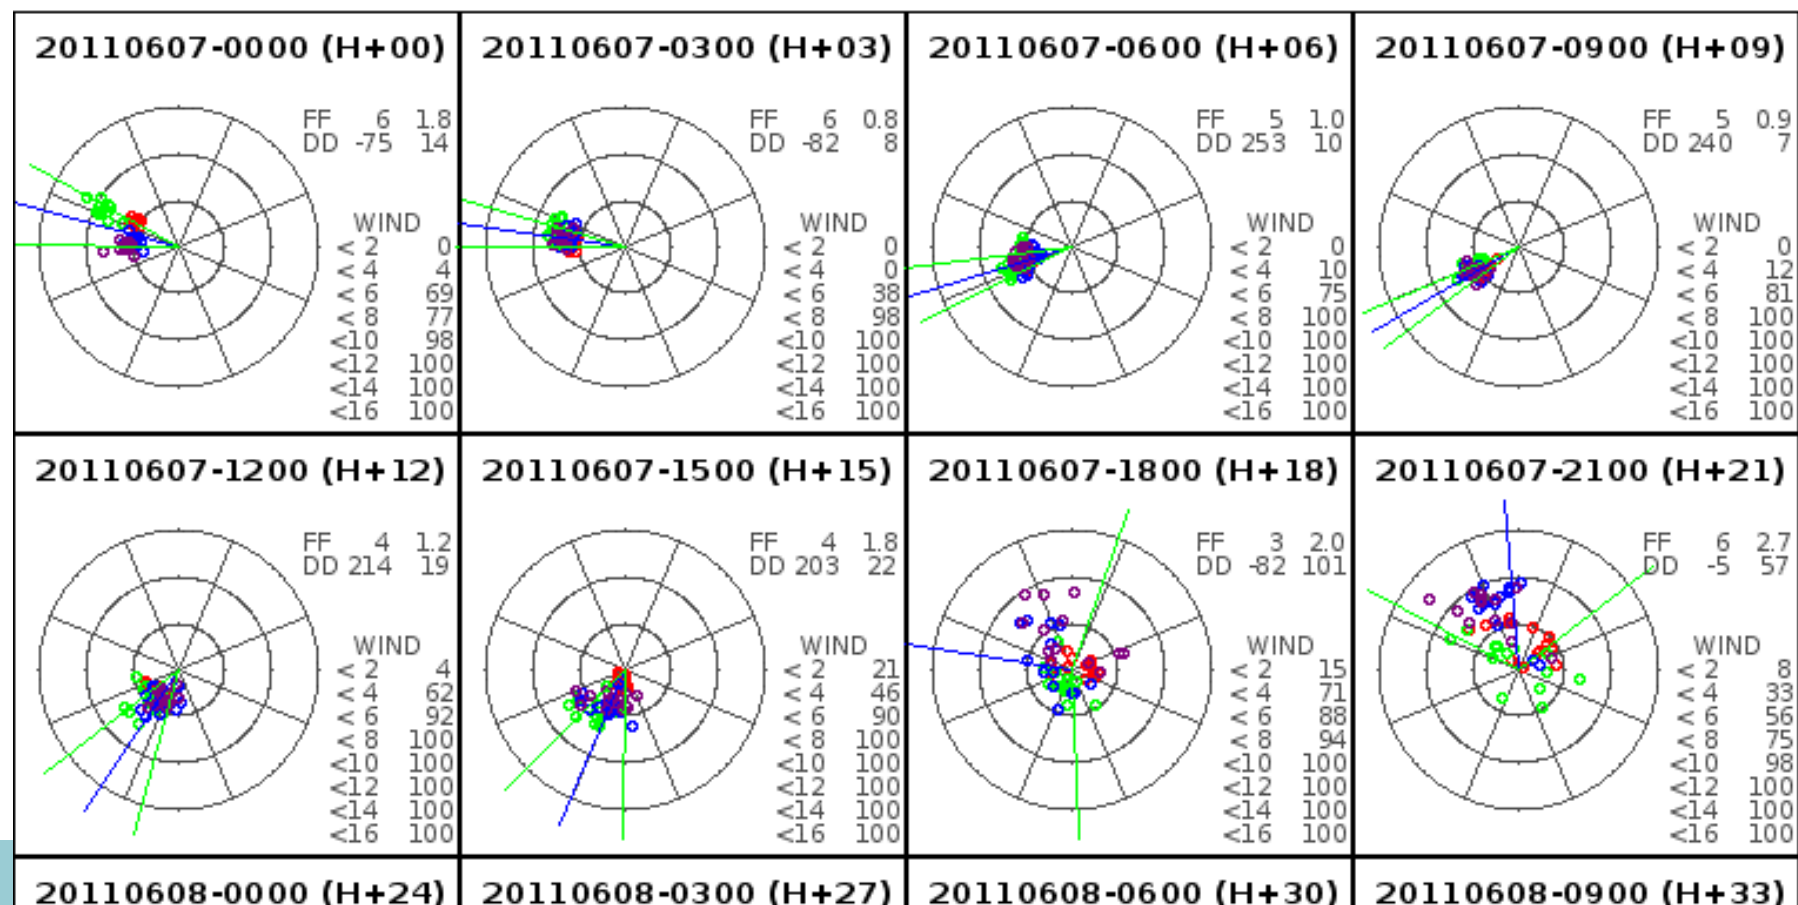 20110607-0000 (H+00)
FF 6 1.8
DD -75 14
WIND
< 2 0
< 4 4
< 6 69
< 8 77
<10 98
<12 100
<14 100
<16 100
20110607-0300 (H+03)
FF 6 0.8
DD -82 8
WIND
< 2 0
< 4 0
< 6 38
< 8 98
<10 100
<12 100
<14 100
<16 100
20110607-0600 (H+06)
FF 5 1.0
DD 253 10
WIND
< 2 0
< 4 10
< 6 75
< 8 100
<10 100
<12 100
<14 100
<16 100
20110607-0900 (H+09)
FF 5 0.9
DD 240 7
WIND
< 2 0
< 4 12
< 6 81
< 8 100
<10 100
<12 100
<14 100
<16 100
20110607-1200 (H+12)
FF 4 1.2
DD 214 19
WIND
< 2 4
< 4 62
< 6 92
< 8 100
<10 100
<12 100
<14 100
<16 100
20110607-1500 (H+15)
FF 4 1.8
DD 203 22
WIND
< 2 21
< 4 46
< 6 90
< 8 100
<10 100
<12 100
<14 100
<16 100
20110607-1800 (H+18)
FF 3 2.0
DD -82 101
WIND
< 2 15
< 4 71
< 6 88
< 8 94
<10 100
<12 100
<14 100
<16 100
20110607-2100 (H+21)
FF 6 2.7
DD -5 57
WIND
< 2 8
< 4 33
< 6 56
< 8 75
<10 98
<12 100
<14 100
<16 100
20110608-0000 (H+24)
20110608-0300 (H+27)
20110608-0600 (H+30)
20110608-0900 (H+33)